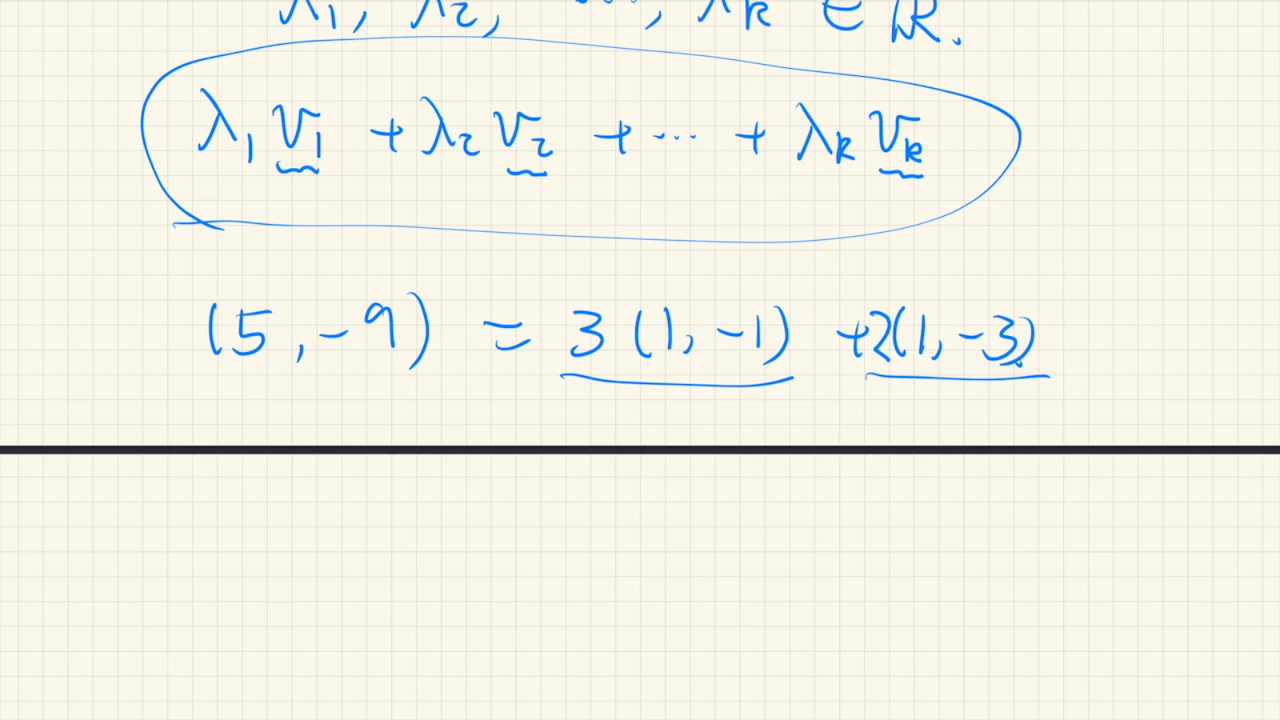 λ₁, λ₂, ..., λₖ ∈ ℝ.
λ₁ v₁ + λ₂ v₂ + ... + λₖ vₖ
(5, -9) = 3 (1, -1) + 2(1, -3)